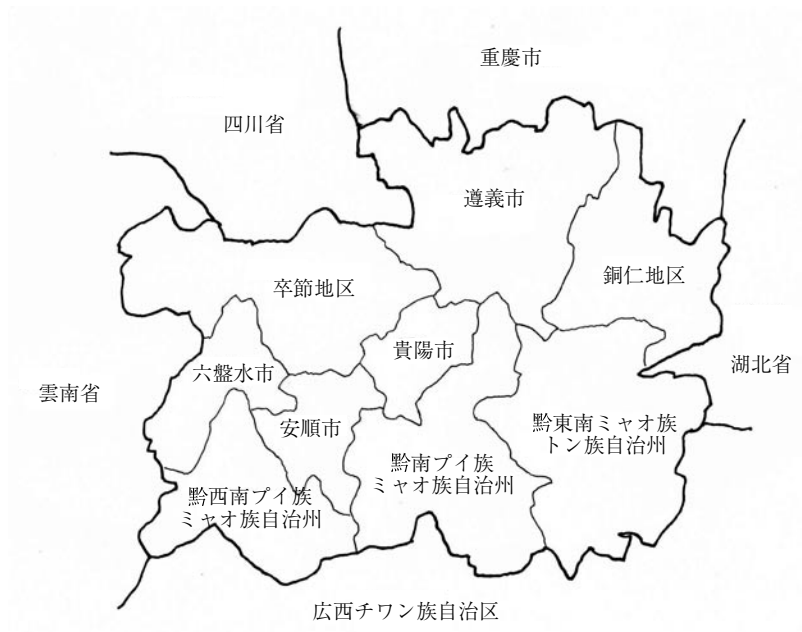 重慶市
四川省
遵義市
銅仁地区
卒節地区
貴陽市
湖北省
六盤水市
雲南省
安順市
黔東南ミャオ族
トン族自治州
黔南プイ族
ミャオ族自治州
黔西南プイ族
ミャオ族自治州
広西チワン族自治区